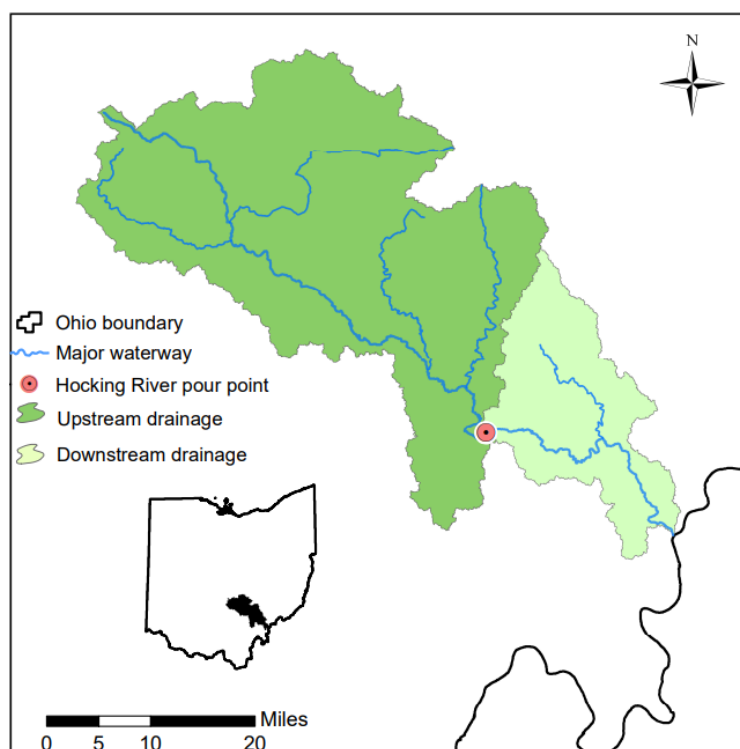 N
Ohio boundary
Major waterway
Hocking River pour point
Upstream drainage
Downstream drainage
Miles
0 5 10 20